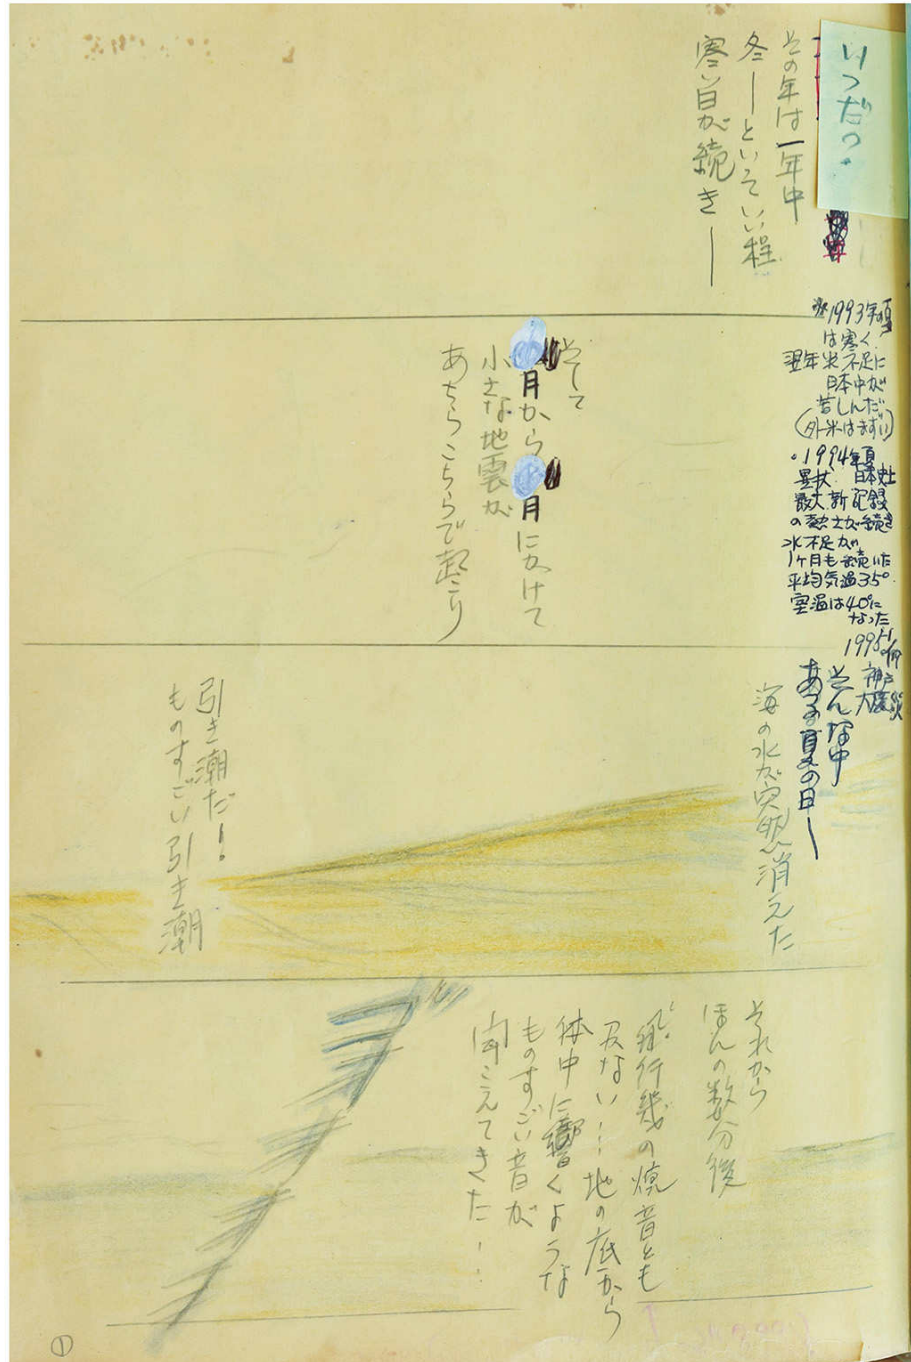 いつだっ.
その年は一年中
冬―といってい程
寒い日が続き―
※1993年の夏
は寒く
翌年米不足に
日本中が
苦しんだ
(外米はまずい)
・1994年夏
異状 日本史上
最大新記録
の熱さが続き
水不足が
1ケ月も続いた
平均気温35°
室温は40°に
なった
1995
神戸
大震災
そして
月から 月にかけて
小さな地震が
あちらこちらで起こり
そんな中
ある夏の日―
海の水が突然消えた
引き潮だ!
ものすごい引き潮
それから
ほんの数分後
飛行幾の爆音とも
つかない…地の底から
体中に響くような
ものすごい音が
聞こえてきた…
①